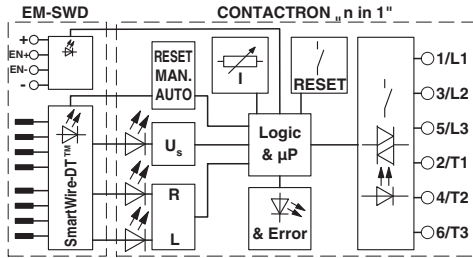 EM-SWD
CONTACTRON „n in 1"
+
EN+
EN-
-
SmartWire-DT™
RESET
MAN.
AUTO
I
RESET
Us
R
L
Logic
& µP
& Error
1/L1
3/L2
5/L3
2/T1
4/T2
6/T3